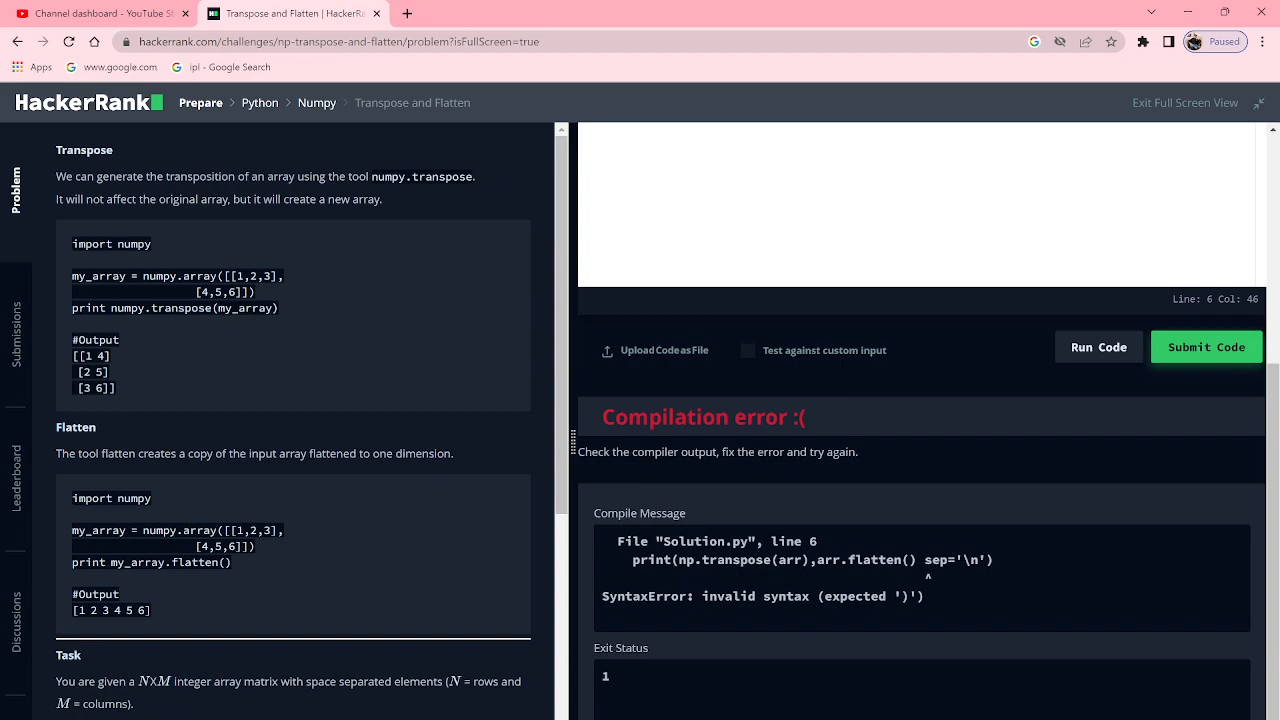 Channel dashboard - YouTube St
Transpose and Flatten | HackerRa
hackerrank.com/challenges/np-transpose-and-flatten/problem?isFullScreen=true
Paused
Apps
www.google.com
ipl - Google Search
HackerRank
Prepare > Python > Numpy > Transpose and Flatten
Exit Full Screen View
Problem
Submissions
Leaderboard
Discussions
Transpose
We can generate the transposition of an array using the tool numpy.transpose.
It will not affect the original array, but it will create a new array.
import numpy
my_array = numpy.array([[1,2,3],
[4,5,6]])
print numpy.transpose(my_array)
#Output
[[1 4]
[2 5]
[3 6]]
Flatten
The tool flatten creates a copy of the input array flattened to one dimension.
import numpy
my_array = numpy.array([[1,2,3],
[4,5,6]])
print my_array.flatten()
#Output
[1 2 3 4 5 6]
Task
You are given a NXM integer array matrix with space separated elements (N = rows and
M = columns).
Line: 6 Col: 46
Upload Code as File
Test against custom input
Run Code
Submit Code
Compilation error :(
Check the compiler output, fix the error and try again.
Compile Message
File "Solution.py", line 6
print(np.transpose(arr),arr.flatten() sep='\n')
^
SyntaxError: invalid syntax (expected ')')
Exit Status
1